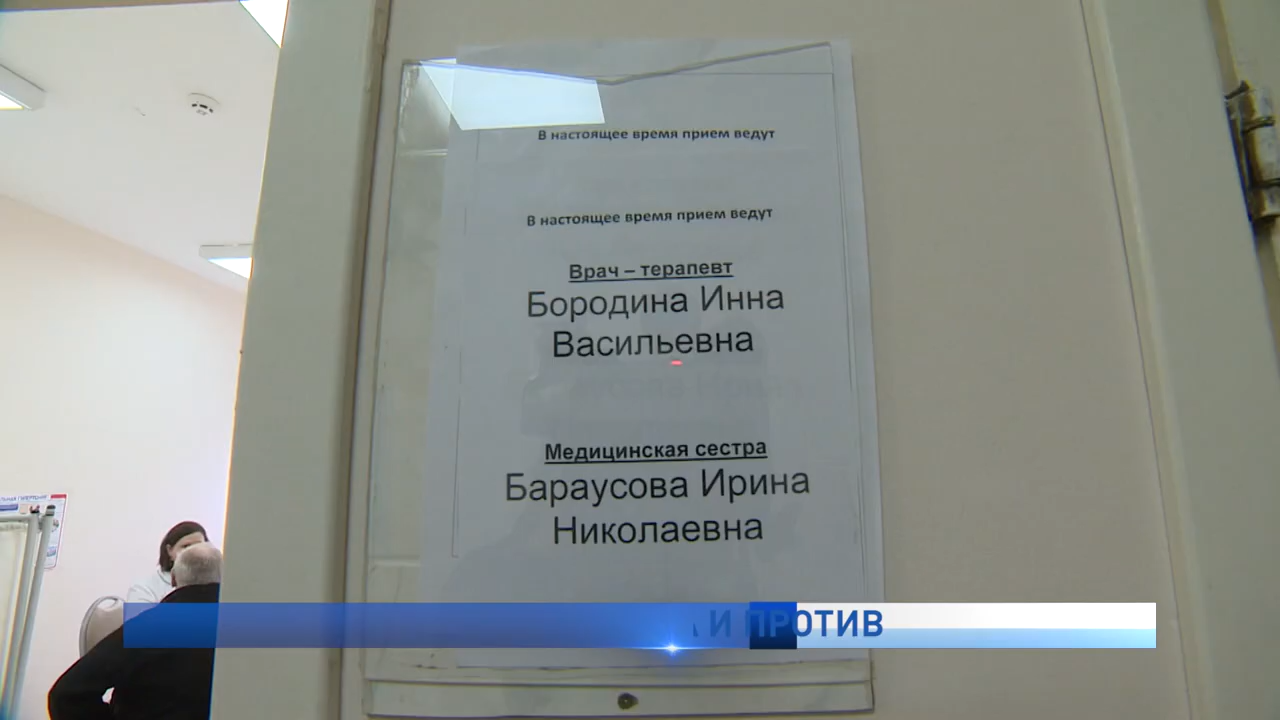 В настоящее время прием ведут
В настоящее время прием ведут
Врач – терапевт
Бородина Инна
Васильевна
Медицинская сестра
Бараусова Ирина
Николаевна
И ПРОТИВ